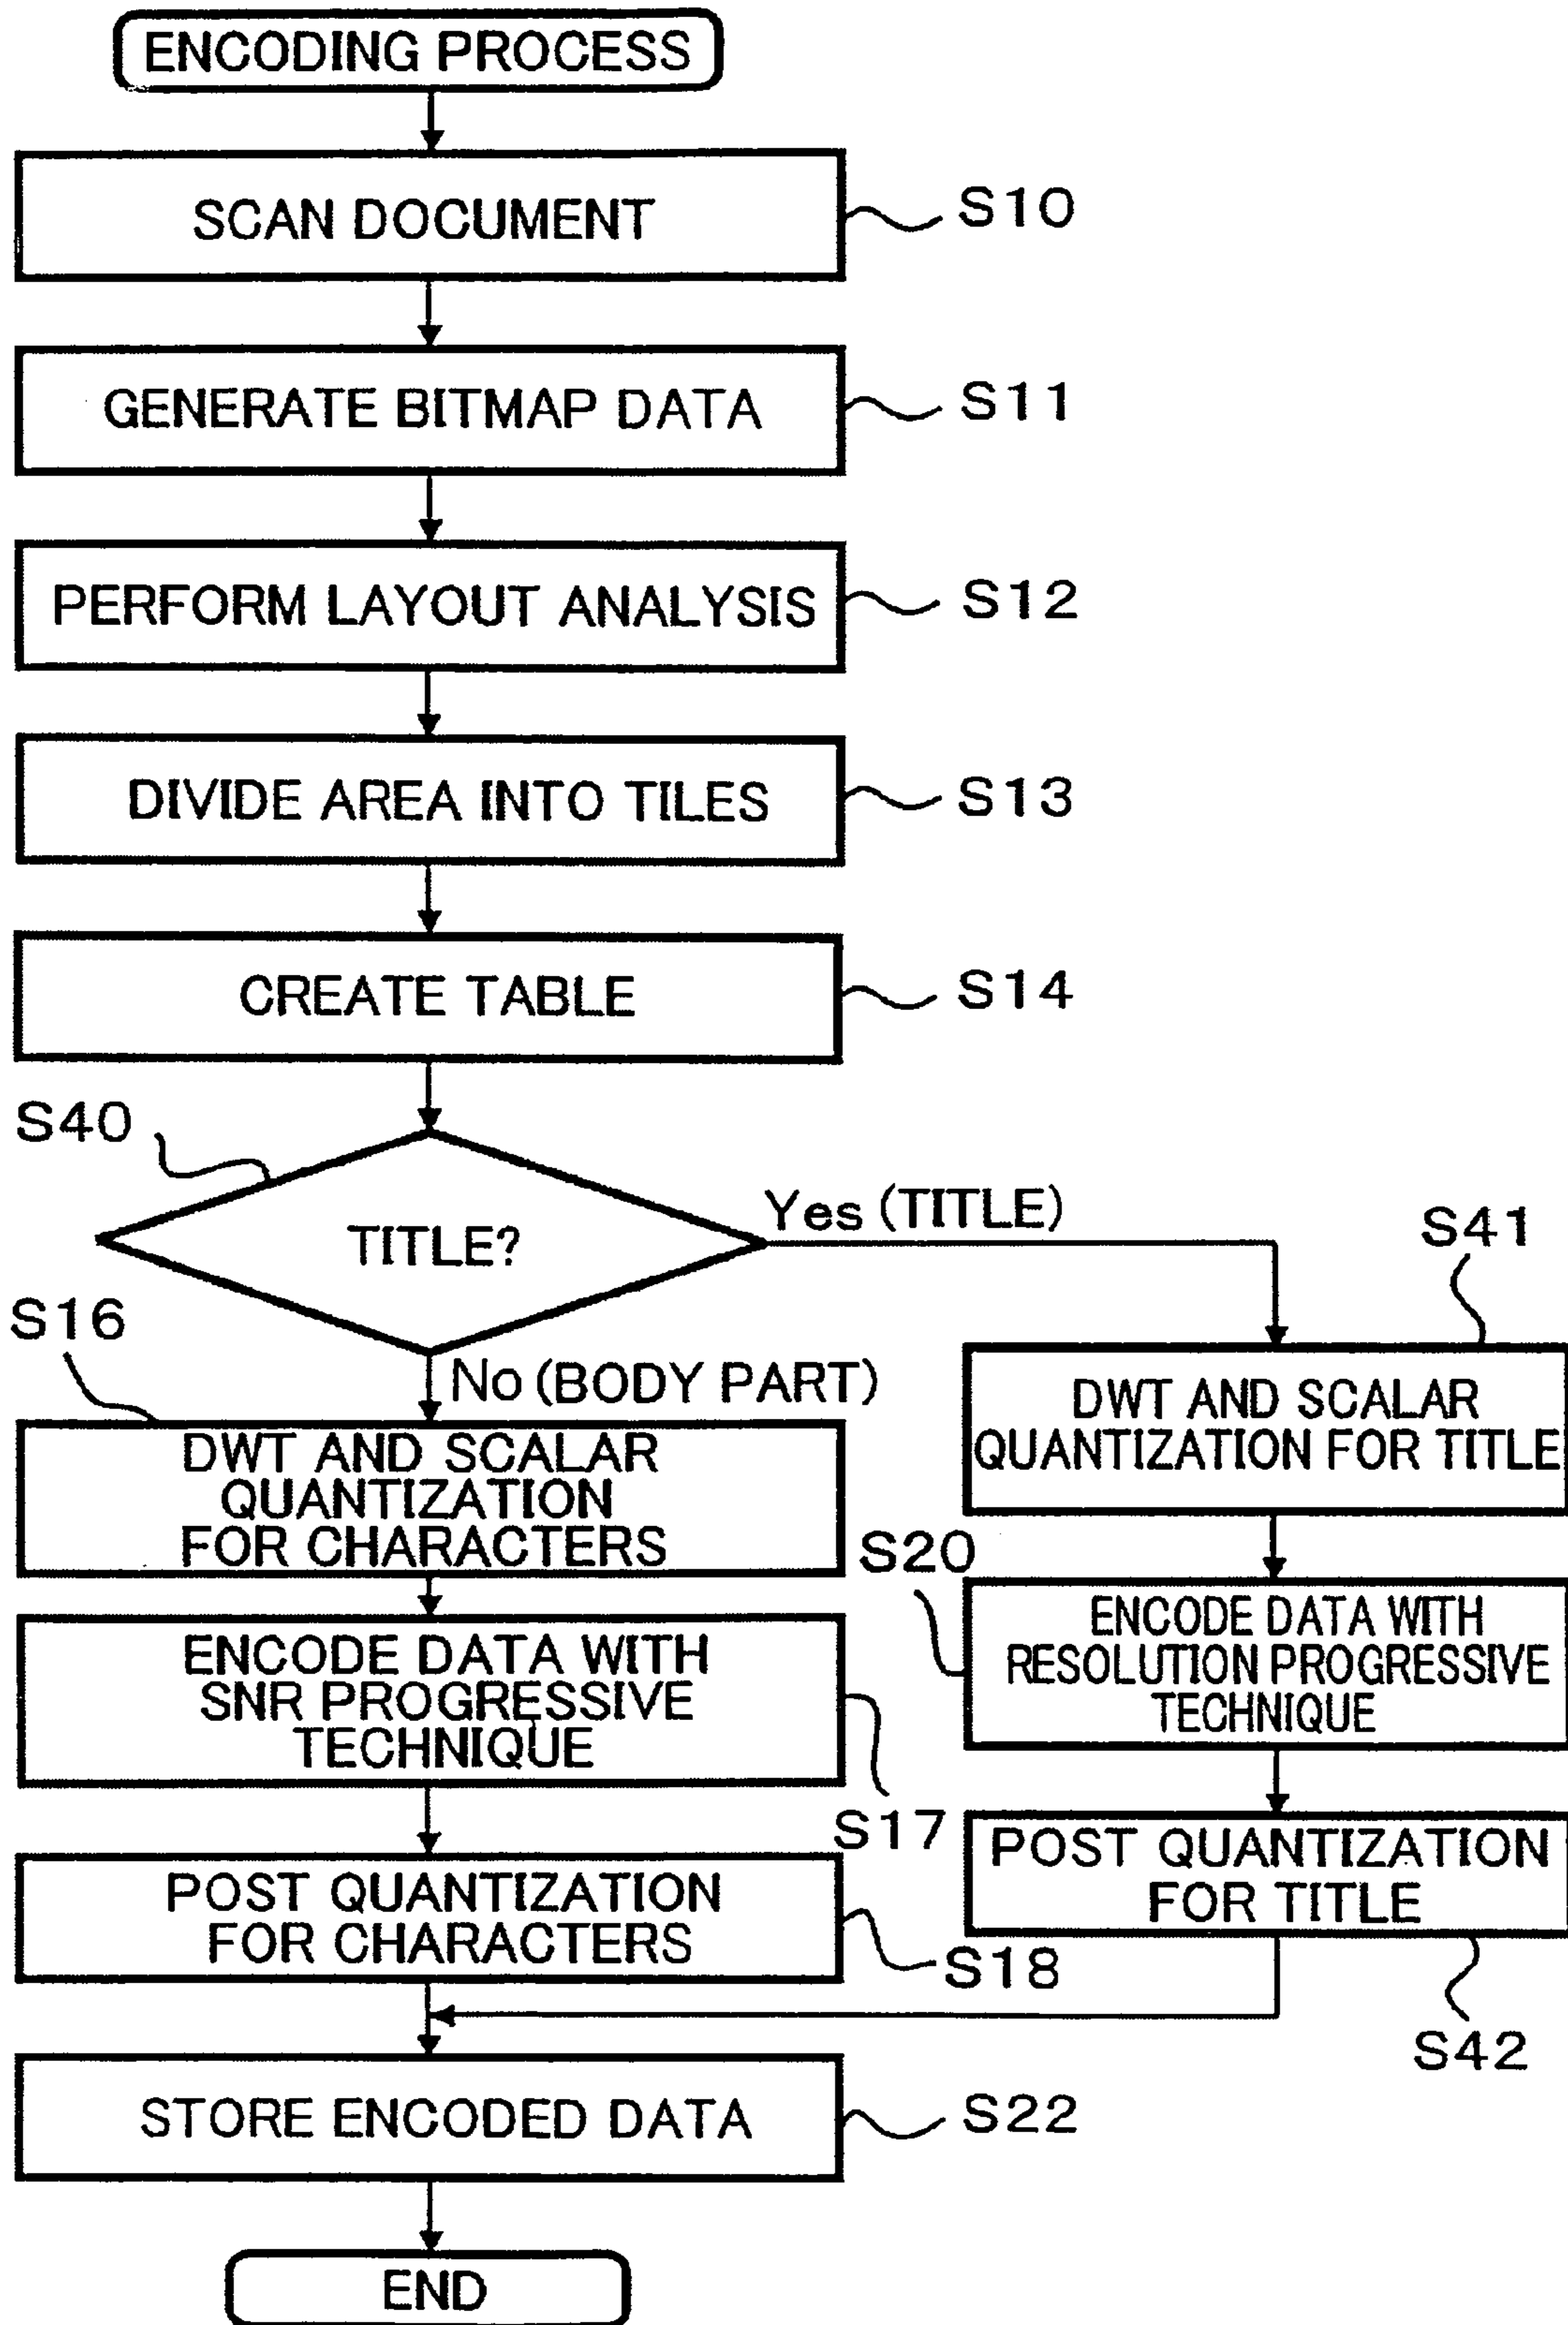 ENCODING PROCESS
SCAN DOCUMENT
S10
GENERATE BITMAP DATA
S11
PERFORM LAYOUT ANALYSIS
S12
DIVIDE AREA INTO TILES
S13
CREATE TABLE
S14
S40
TITLE?
Yes (TITLE)
No (BODY PART)
S16
DWT AND SCALAR
QUANTIZATION
FOR CHARACTERS
ENCODE DATA WITH
SNR PROGRESSIVE
TECHNIQUE
S17
POST QUANTIZATION
FOR CHARACTERS
S18
S41
DWT AND SCALAR
QUANTIZATION FOR TITLE
S20
ENCODE DATA WITH
RESOLUTION PROGRESSIVE
TECHNIQUE
POST QUANTIZATION
FOR TITLE
S42
STORE ENCODED DATA
S22
END